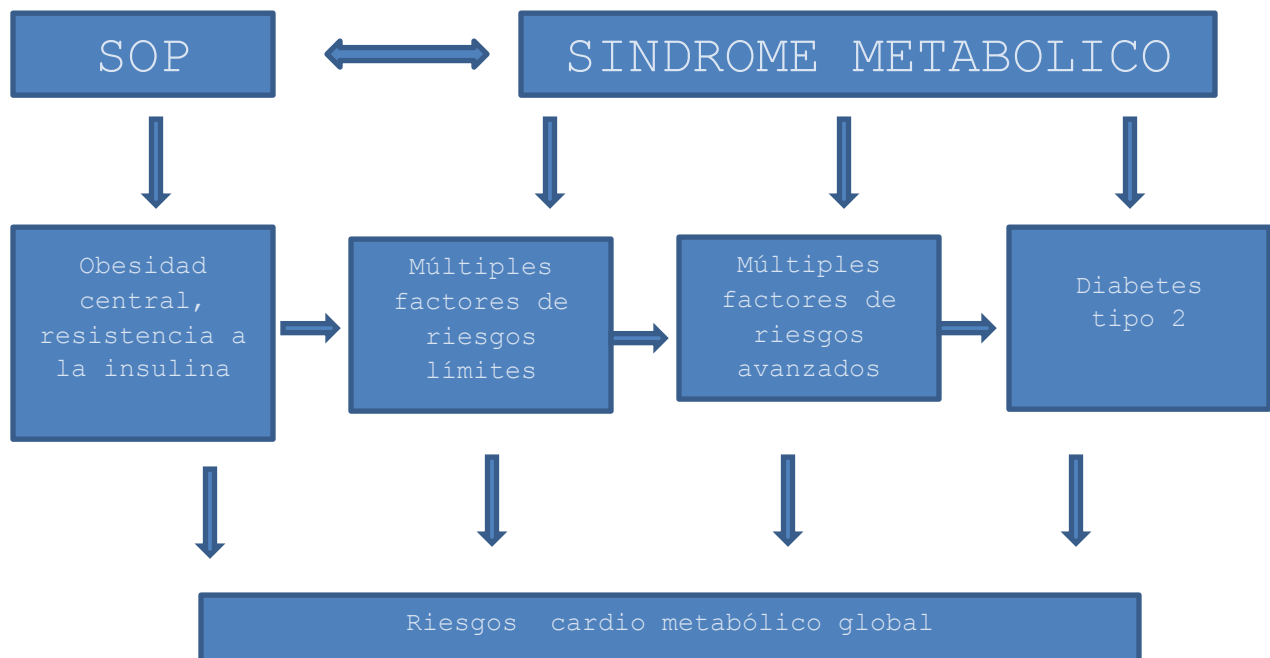 SOP
SINDROME METABOLICO
Obesidad
central,
resistencia a
la insulina
Múltiples
factores de
riesgos
límites
Múltiples
factores de
riesgos
avanzados
Diabetes
tipo 2
Riesgos  cardio metabólico global